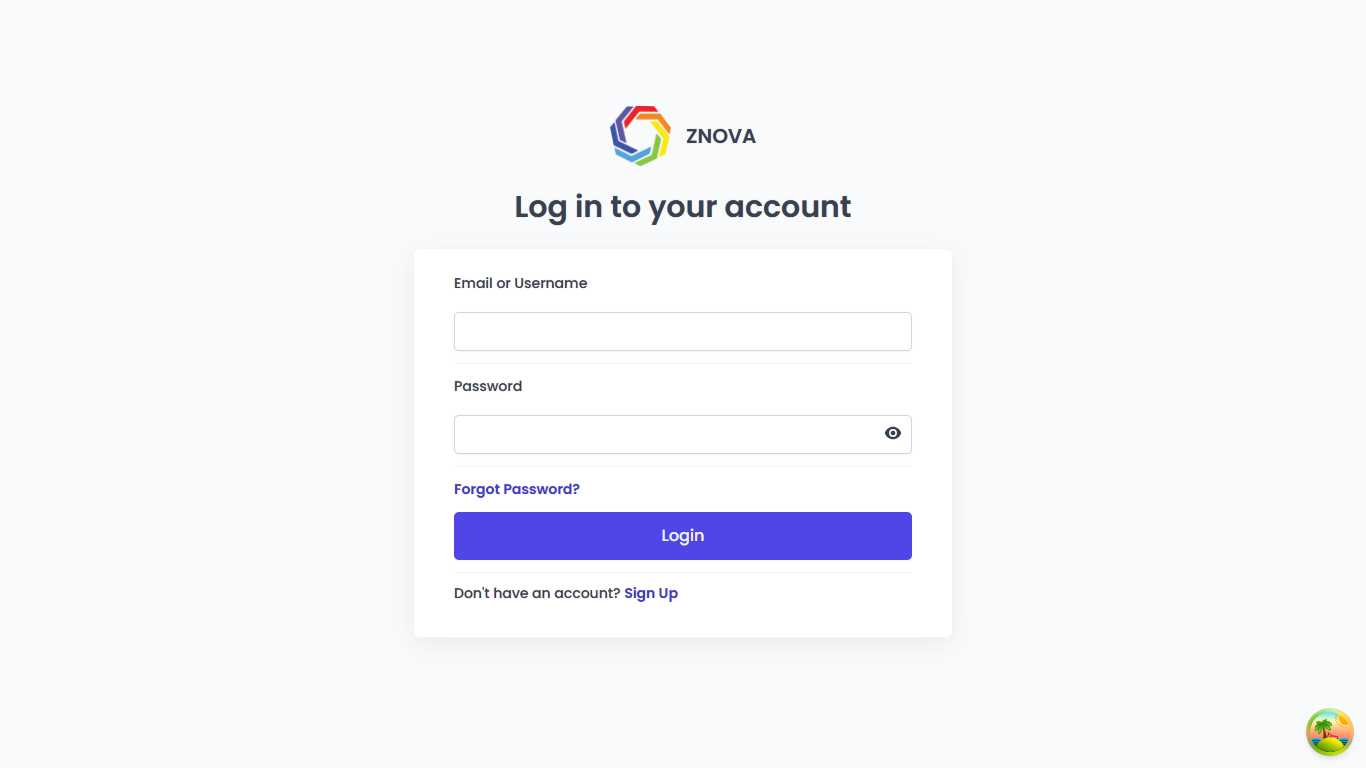 ZNOVA
Log in to your account
Email or Username
Password
Forgot Password?
Login
Don't have an account? Sign Up